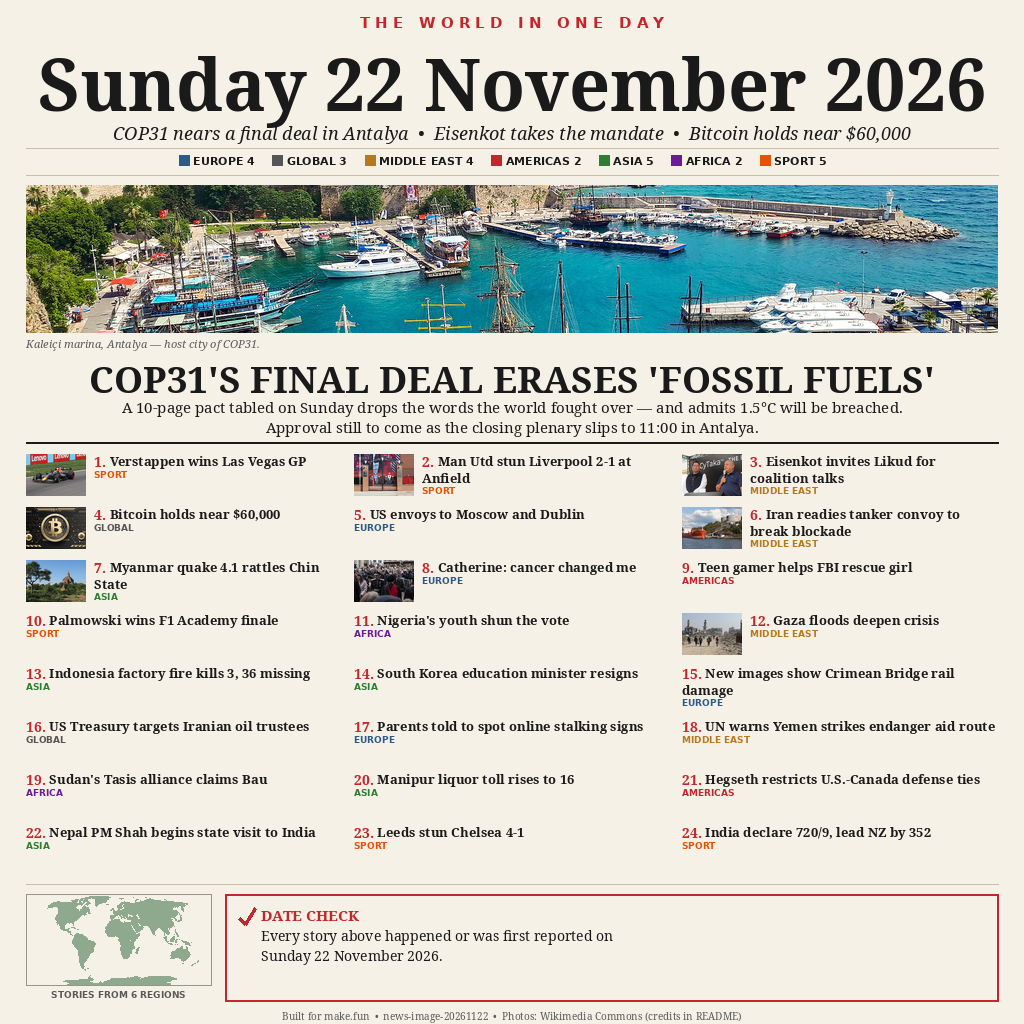 THE WORLD IN ONE DAY
Sunday 22 November 2026
COP31 nears a final deal in Antalya • Eisenkot takes the mandate • Bitcoin holds near $60,000
EUROPE 4 GLOBAL 3 MIDDLE EAST 4 AMERICAS 2 ASIA 5 AFRICA 2 SPORT 5
Kaleiçi marina, Antalya — host city of COP31.
COP31'S FINAL DEAL ERASES 'FOSSIL FUELS'
A 10-page pact tabled on Sunday drops the words the world fought over — and admits 1.5°C will be breached.
Approval still to come as the closing plenary slips to 11:00 in Antalya.
Lenovo Lenovo
1. Verstappen wins Las Vegas GP
SPORT
2. Man Utd stun Liverpool 2-1 at
Anfield
SPORT
3. Eisenkot invites Likud for
coalition talks
MIDDLE EAST
4. Bitcoin holds near $60,000
GLOBAL
5. US envoys to Moscow and Dublin
EUROPE
6. Iran readies tanker convoy to
break blockade
MIDDLE EAST
7. Myanmar quake 4.1 rattles Chin
State
ASIA
8. Catherine: cancer changed me
EUROPE
9. Teen gamer helps FBI rescue girl
AMERICAS
10. Palmowski wins F1 Academy finale
SPORT
11. Nigeria's youth shun the vote
AFRICA
12. Gaza floods deepen crisis
MIDDLE EAST
13. Indonesia factory fire kills 3, 36 missing
ASIA
14. South Korea education minister resigns
ASIA
15. New images show Crimean Bridge rail
damage
EUROPE
16. US Treasury targets Iranian oil trustees
GLOBAL
17. Parents told to spot online stalking signs
EUROPE
18. UN warns Yemen strikes endanger aid route
MIDDLE EAST
19. Sudan's Tasis alliance claims Bau
AFRICA
20. Manipur liquor toll rises to 16
ASIA
21. Hegseth restricts U.S.-Canada defense ties
AMERICAS
22. Nepal PM Shah begins state visit to India
ASIA
23. Leeds stun Chelsea 4-1
SPORT
24. India declare 720/9, lead NZ by 352
SPORT
STORIES FROM 6 REGIONS
DATE CHECK
Every story above happened or was first reported on
Sunday 22 November 2026.
Built for make.fun • news-image-20261122 • Photos: Wikimedia Commons (credits in README)